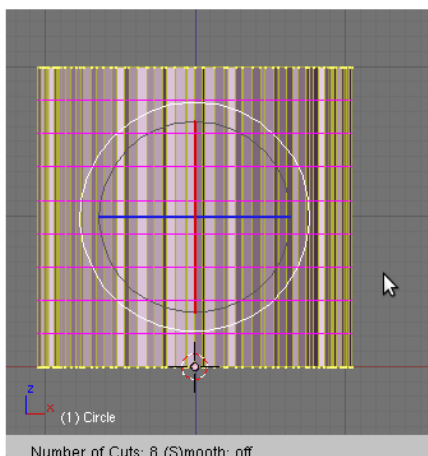 z
x
(1) Circle
Number of Cuts: 8 (S)mooth: off